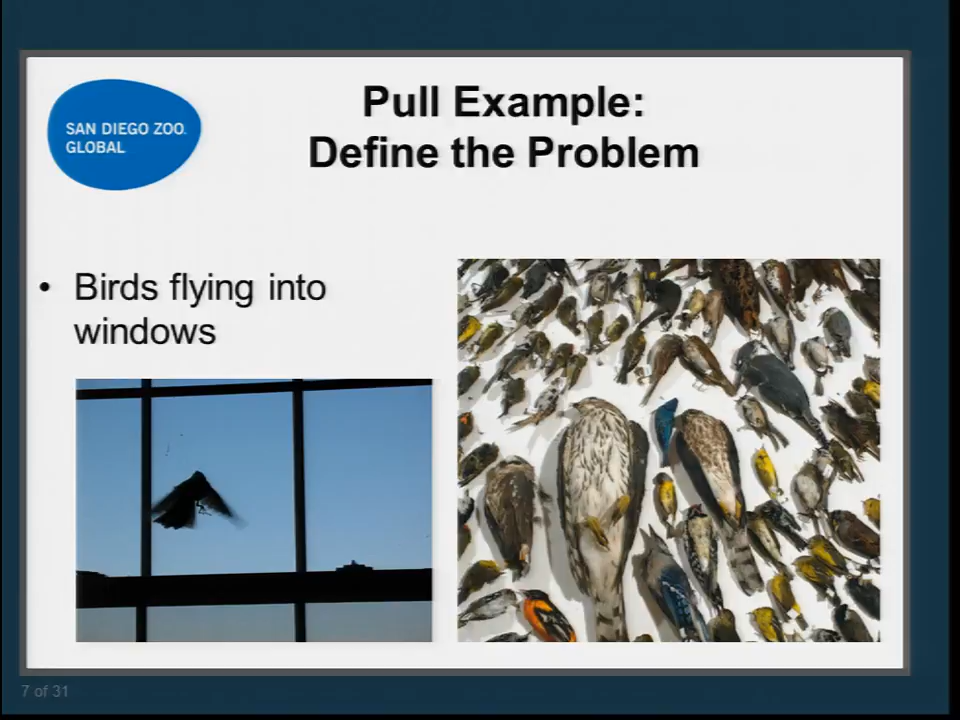 SAN DIEGO ZOO
GLOBAL
Pull Example:
Define the Problem
• Birds flying into
windows
7 of 31